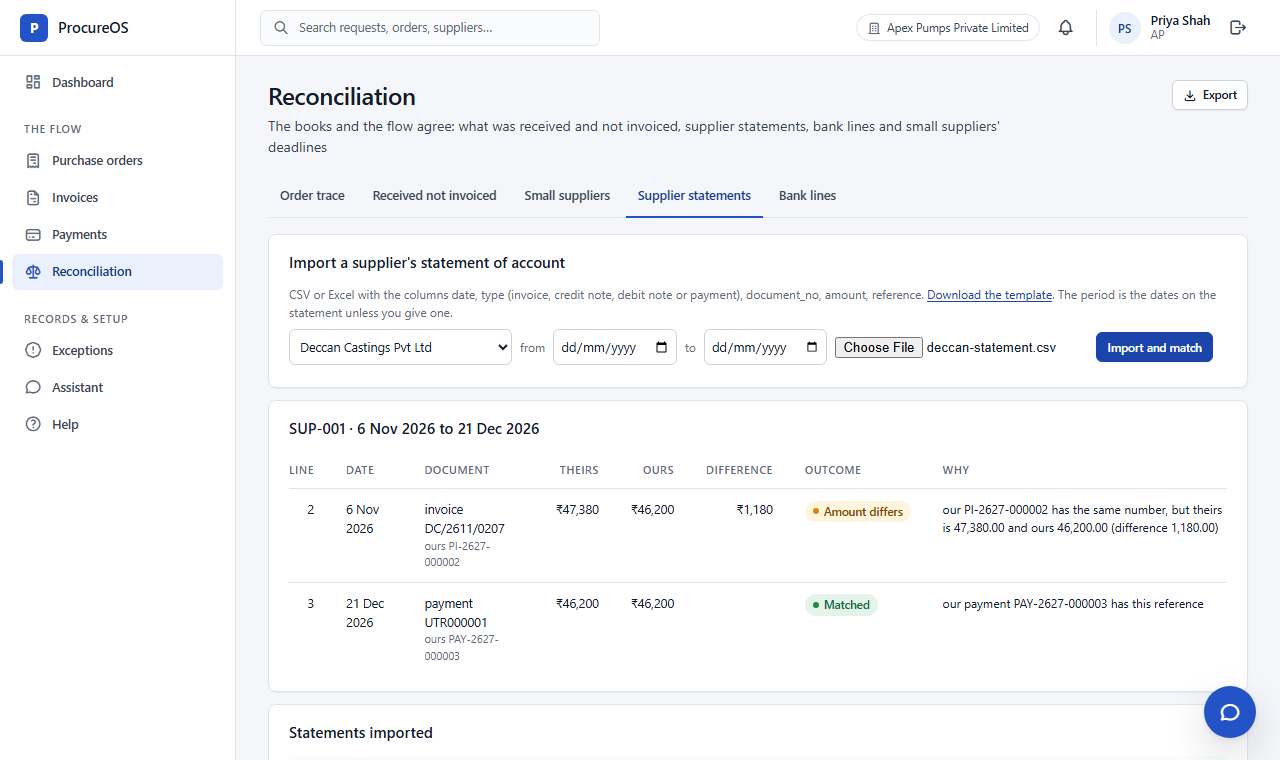 P ProcureOS
Search requests, orders, suppliers...
Apex Pumps Private Limited
PS
Priya Shah
AP
Dashboard
THE FLOW
Purchase orders
Invoices
Payments
Reconciliation
RECORDS & SETUP
Exceptions
Assistant
Help
Reconciliation
Export
The books and the flow agree: what was received and not invoiced, supplier statements, bank lines and small suppliers'
deadlines
Order trace Received not invoiced Small suppliers Supplier statements Bank lines
Import a supplier's statement of account
CSV or Excel with the columns date, type (invoice, credit note, debit note or payment), document_no, amount, reference. Download the template. The period is the dates on the
statement unless you give one.
Deccan Castings Pvt Ltd from dd/mm/yyyy to dd/mm/yyyy Choose File deccan-statement.csv Import and match
SUP-001 · 6 Nov 2026 to 21 Dec 2026
LINE DATE DOCUMENT THEIRS OURS DIFFERENCE OUTCOME WHY
2 6 Nov invoice ₹47,380 ₹46,200 ₹1,180 Amount differs our PI-2627-000002 has the same number, but theirs
2026 DC/2611/0207 is 47,380.00 and ours 46,200.00 (difference 1,180.00)
ours PI-2627-
000002
3 21 Dec payment ₹46,200 ₹46,200 Matched our payment PAY-2627-000003 has this reference
2026 UTR000001
ours PAY-2627-
000003
Statements imported